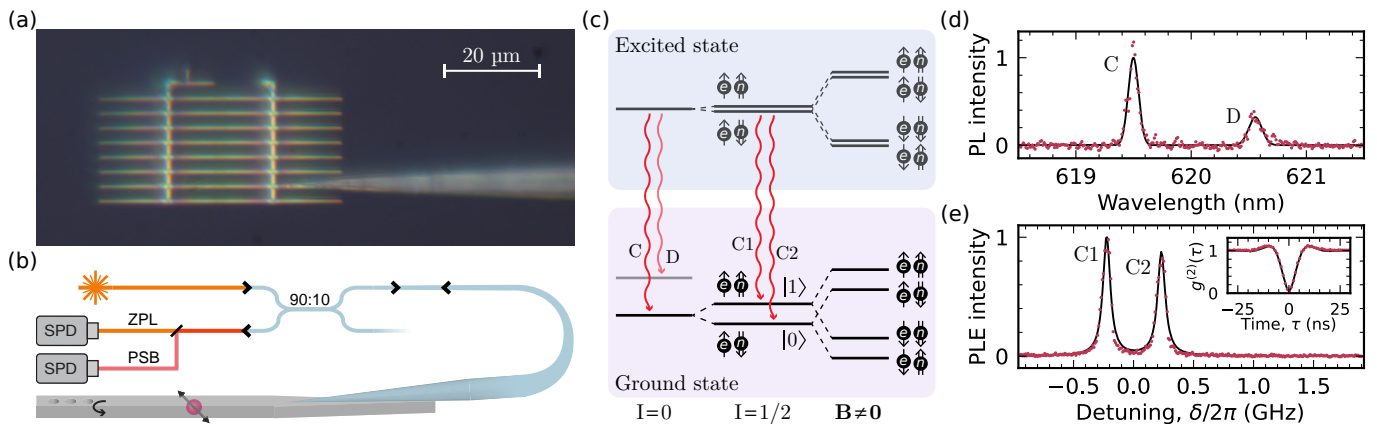 (a)
20 µm
(b)
90:10
SPD
ZPL
SPD
PSB
(c)
Excited state
e n
e n
e n
e n
e n
e n
C
D
C1
C2
e n
|1⟩
|0⟩
e n
e n
e n
e n
e n
Ground state
I=0
I=1/2
B≠0
(d)
PL intensity
1
0
C
D
619
620
621
Wavelength (nm)
(e)
PLE intensity
1
0
C1
C2
g⁽²⁾(τ)
1
0
−25
0
25
Time, τ (ns)
−0.5
0.0
0.5
1.0
1.5
Detuning, δ/2π (GHz)